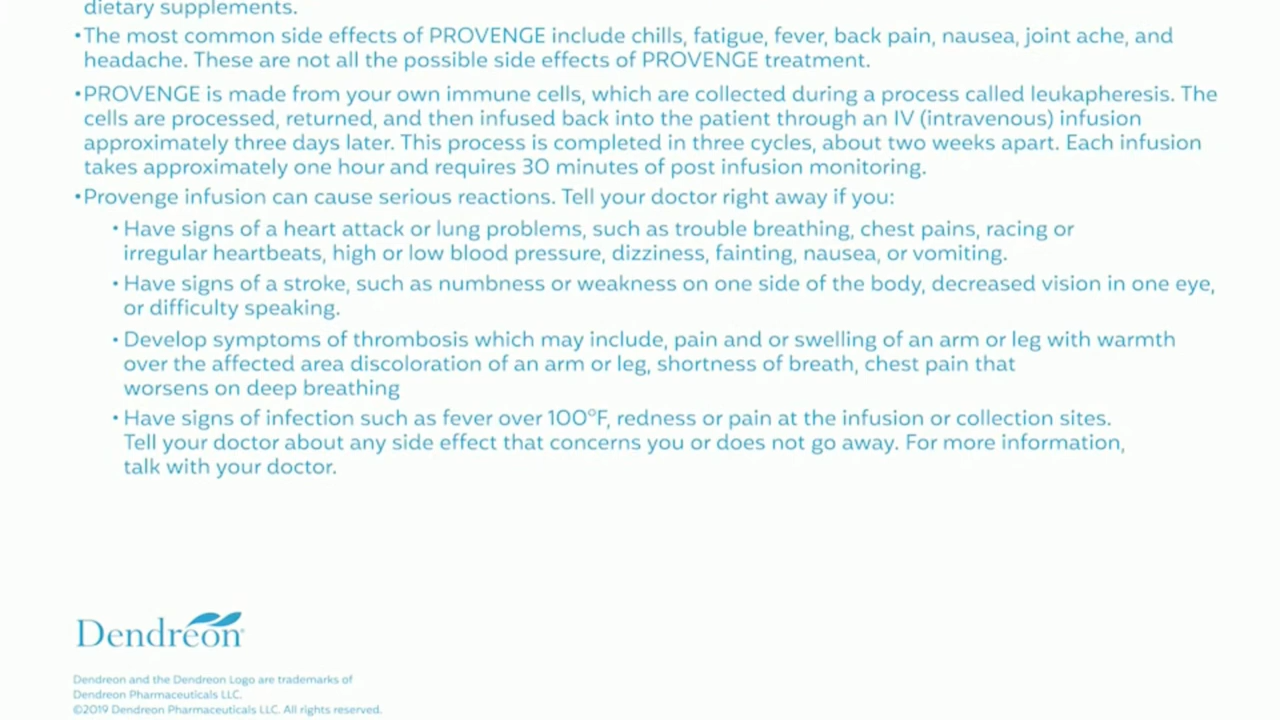 dietary supplements.
•The most common side effects of PROVENGE include chills, fatigue, fever, back pain, nausea, joint ache, and
headache. These are not all the possible side effects of PROVENGE treatment.
•PROVENGE is made from your own immune cells, which are collected during a process called leukapheresis. The
cells are processed, returned, and then infused back into the patient through an IV (intravenous) infusion
approximately three days later. This process is completed in three cycles, about two weeks apart. Each infusion
takes approximately one hour and requires 30 minutes of post infusion monitoring.
•Provenge infusion can cause serious reactions. Tell your doctor right away if you:
• Have signs of a heart attack or lung problems, such as trouble breathing, chest pains, racing or
irregular heartbeats, high or low blood pressure, dizziness, fainting, nausea, or vomiting.
• Have signs of a stroke, such as numbness or weakness on one side of the body, decreased vision in one eye,
or difficulty speaking.
• Develop symptoms of thrombosis which may include, pain and or swelling of an arm or leg with warmth
over the affected area discoloration of an arm or leg, shortness of breath, chest pain that
worsens on deep breathing
• Have signs of infection such as fever over 100°F, redness or pain at the infusion or collection sites.
Tell your doctor about any side effect that concerns you or does not go away. For more information,
talk with your doctor.
Dendreon
Dendreon and the Dendreon Logo are trademarks of
Dendreon Pharmaceuticals LLC.
©2019 Dendreon Pharmaceuticals LLC. All rights reserved.